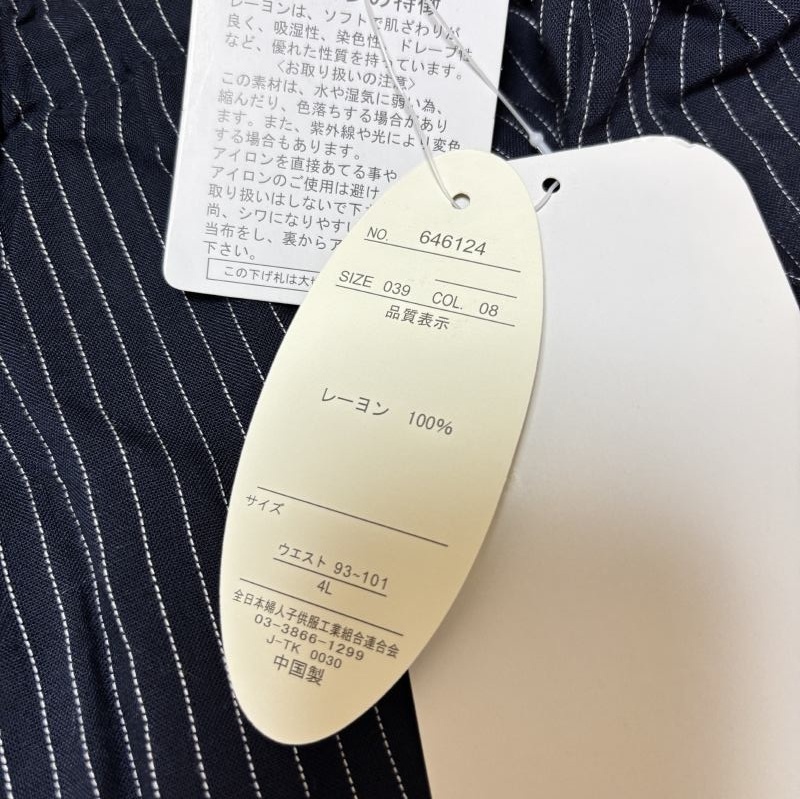 の特徴
レーヨンは、ソフトで肌ざわりが
良く、吸湿性、染色性、ドレープ性
など、優れた性質を持っています。
〈お取り扱いの注意〉
この素材は、水や湿気に弱い為、
縮んだり、色落ちする場合があり
ます。また、紫外線や光により変色
する場合もあります。
アイロンを直接あてる事や
アイロンのご使用は避け
取り扱いはしないで下
尚、シワになりやすい
当布をし、裏からア
下さい。
この下げ札は大切
NO. 646124
SIZE 039 COL. 08
品質表示
レーヨン 100%
サイズ
ウエスト 93~101
4L
全日本婦人子供服工業組合連合会
03-3866-1299
J-TK 0030
中国製